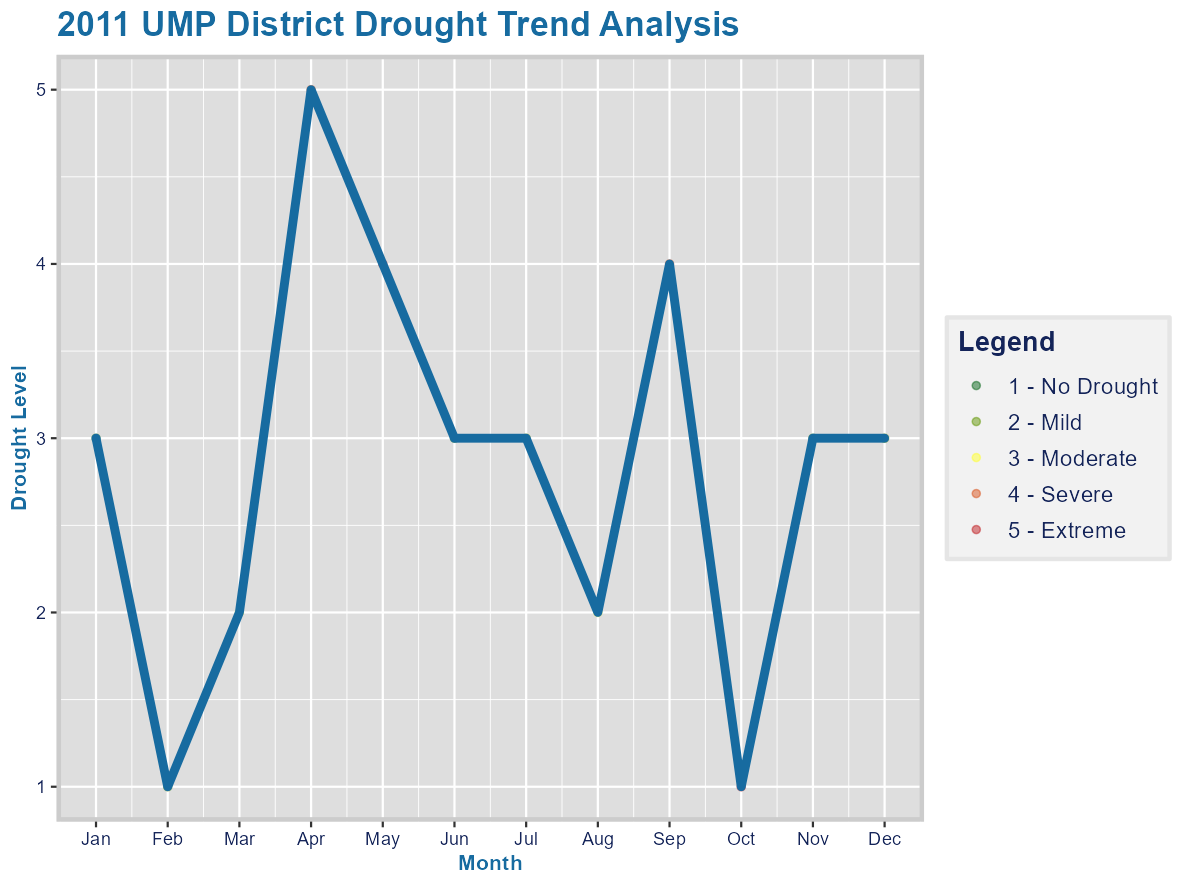 2011 UMP District Drought Trend Analysis
5
4
3
2
1
Drought Level
Jan Feb Mar Apr May Jun Jul Aug Sep Oct Nov Dec
Month
Legend
1 - No Drought
2 - Mild
3 - Moderate
4 - Severe
5 - Extreme